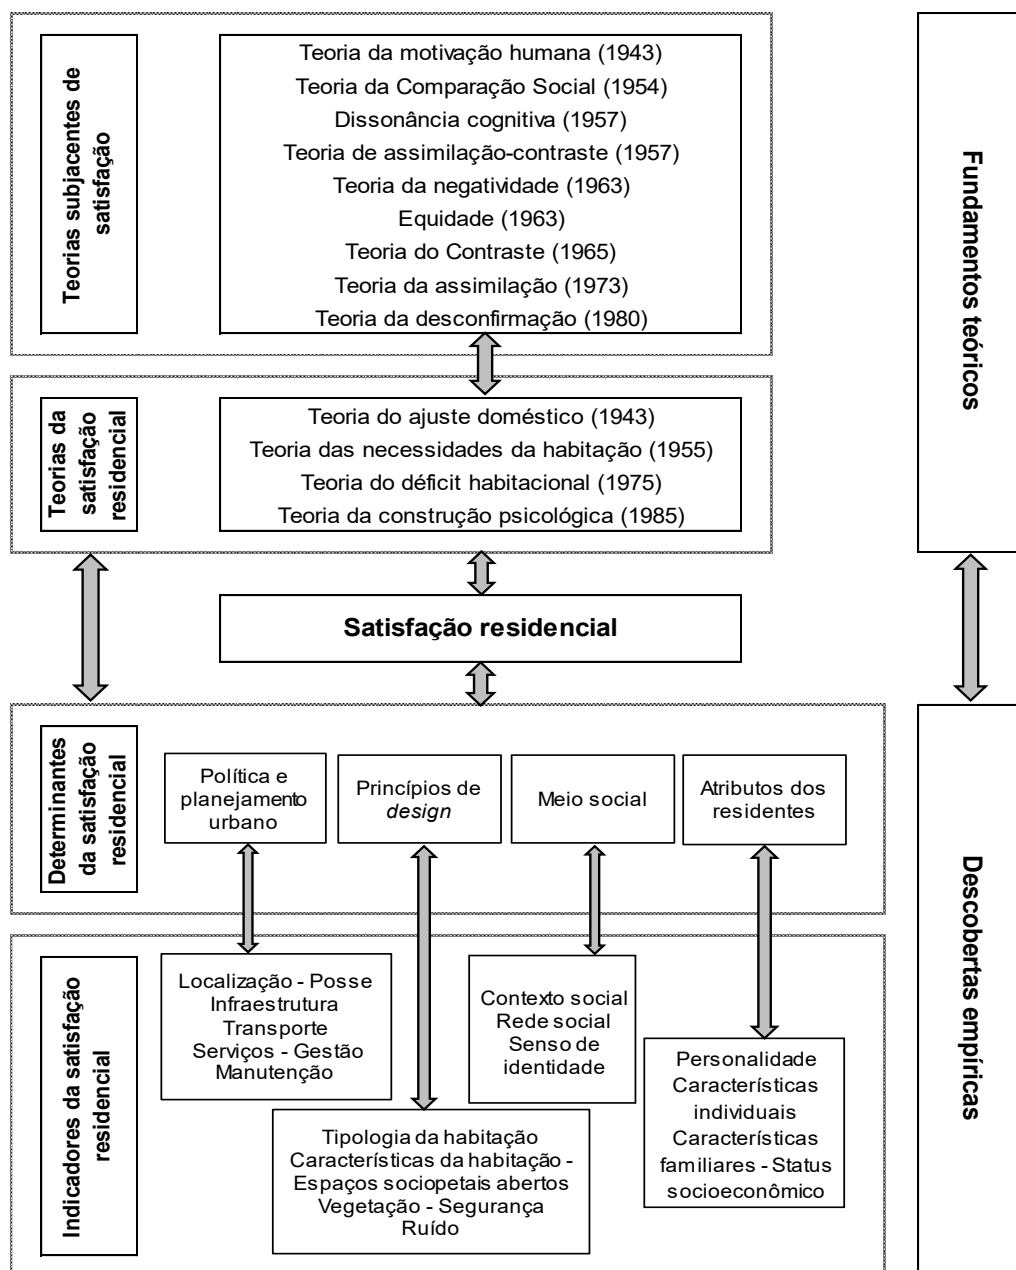 Teorias subjacentes de
satisfação
Teoria da motivação humana (1943)
Teoria da Comparação Social (1954)
Dissonância cognitiva (1957)
Teoria de assimilação-contraste (1957)
Teoria da negatividade (1963)
Equidade (1963)
Teoria do Contraste (1965)
Teoria da assimilação (1973)
Teoria da desconfirmação (1980)
Fundamentos teóricos
Teorias da
satisfação
residencial
Teoria do ajuste doméstico (1943)
Teoria das necessidades da habitação (1955)
Teoria do déficit habitacional (1975)
Teoria da construção psicológica (1985)
Satisfação residencial
Determinantes
da satisfação
residencial
Política e
planejamento
urbano
Princípios de
design
Meio social
Atributos dos
residentes
Descobertas empíricas
Indicadores da satisfação
residencial
Localização - Posse
Infraestrutura
Transporte
Serviços - Gestão
Manutenção
Tipologia da habitação
Características da habitação -
Espaços sociopetais abertos
Vegetação - Segurança
Ruído
Contexto social
Rede social
Senso de
identidade
Personalidade
Características
individuais
Características
familiares - Status
socioeconômico